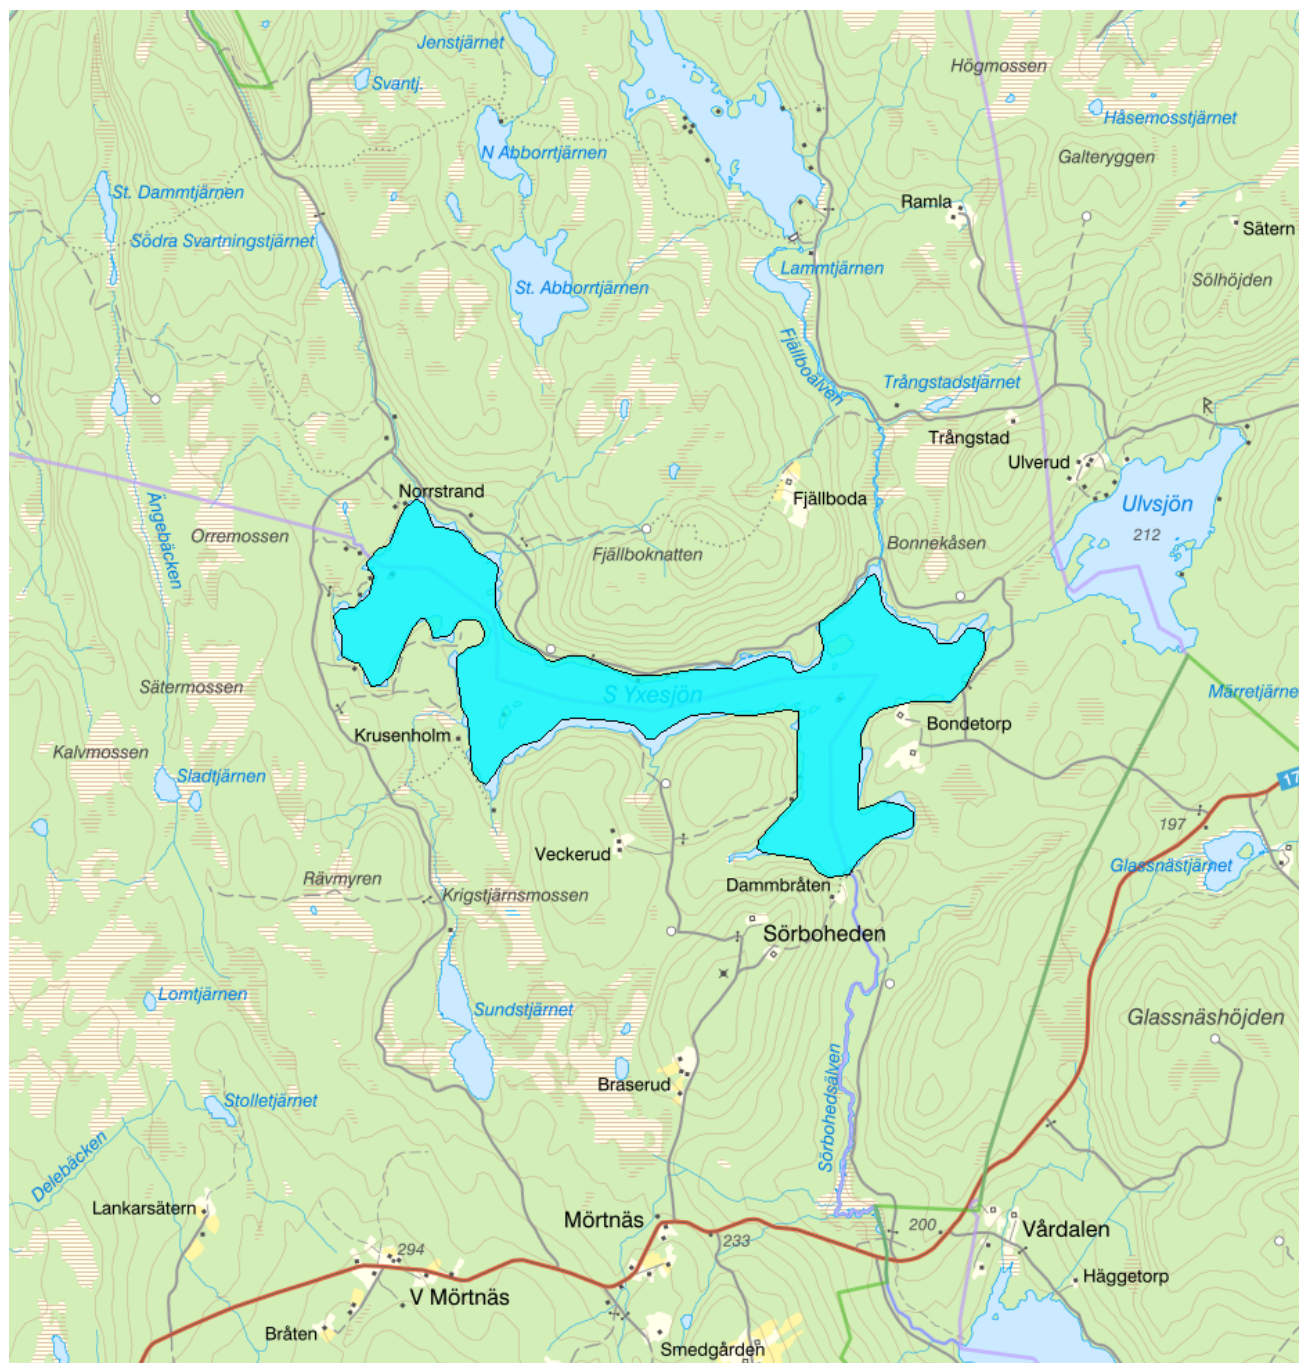 Jenstjärnet
Svantj.
Högmossen
Håsemosstjärnet
N Abborrtjärnen
Galteryggen
St. Dammtjärnen
Ramla
Södra Svartningstjärnet
Sätern
Lammtjärnen
St. Abborrtjärnen
Sölhöjden
Fjällboälven
Trångstadstjärnet
Trångstad
Ulverud
Norrstrand
Fjällboda
Ulvsjön
Ängebäcken
Orremossen
212
Bonnekåsen
Fjällboknatten
Sätermossen
S Yxesjön
Märretjärne
Bondetorp
Krusenholm
Kalvmossen
Sladtjärnen
17
197
Veckerud
Glassnästjärnet
Rävmyren
Dammbråten
Krigstjärnsmossen
Sörboheden
Lomtjärnen
Sundstjärnet
Glassnäshöjden
Braserud
Sörbohedsälven
Stolletjärnet
Delebäcken
Lankarsätern
Mörtnäs
200
Vårdalen
233
294
Häggetorp
V Mörtnäs
Bråten
Smedgården